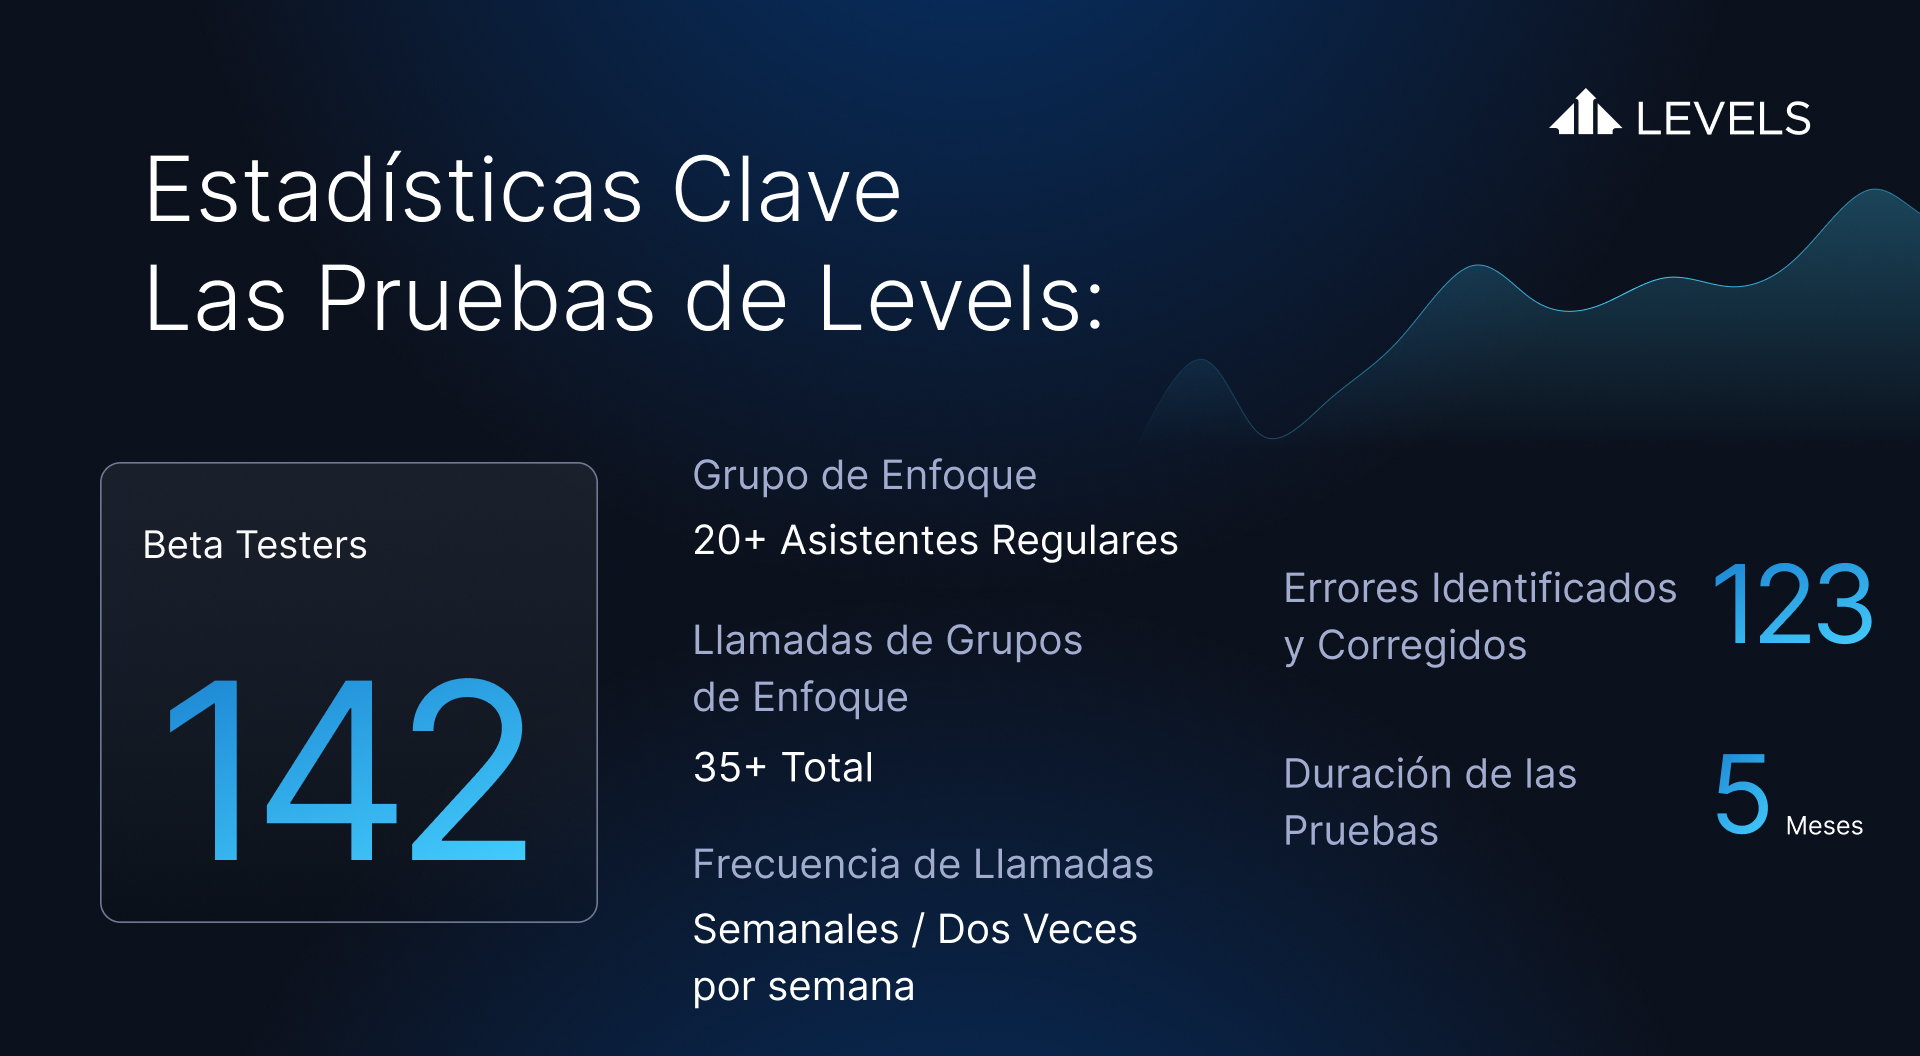 LEVELS
Estadísticas Clave
Las Pruebas de Levels:
Beta Testers
142
Grupo de Enfoque
20+ Asistentes Regulares
Llamadas de Grupos
de Enfoque
35+ Total
Frecuencia de Llamadas
Semanales / Dos Veces
por semana
Errores Identificados
y Corregidos
123
Duración de las
Pruebas
5 Meses